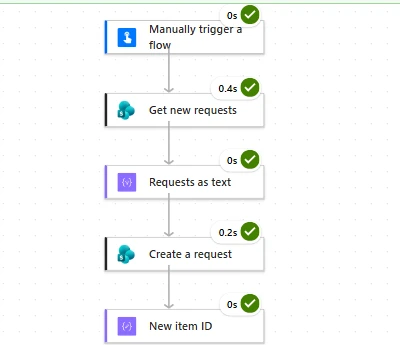 0s
Manually trigger a
flow
0.4s
Get new requests
0s
Requests as text
0.2s
Create a request
0s
New item ID